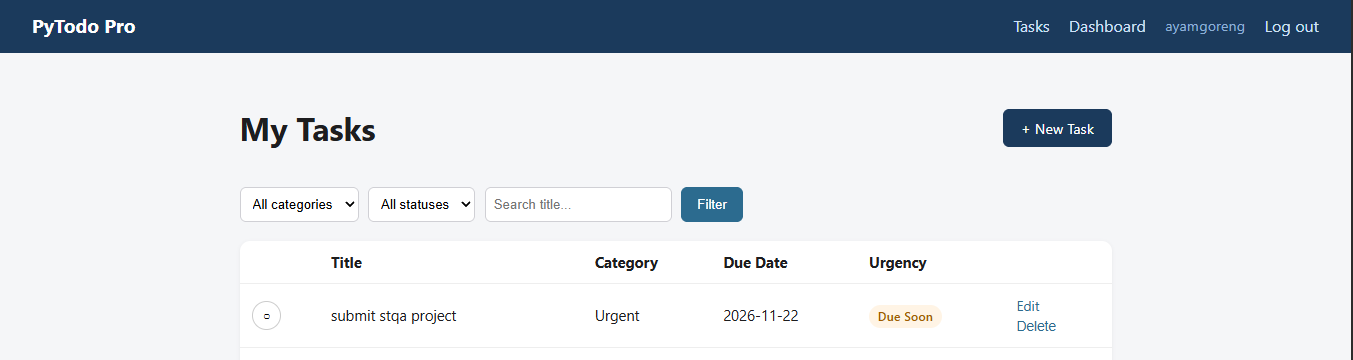 PyTodo Pro
Tasks Dashboard ayamgoreng Log out
My Tasks
+ New Task
All categories All statuses Search title... Filter
Title Category Due Date Urgency
submit stqa project Urgent 2026-11-22 Due Soon
Edit
Delete